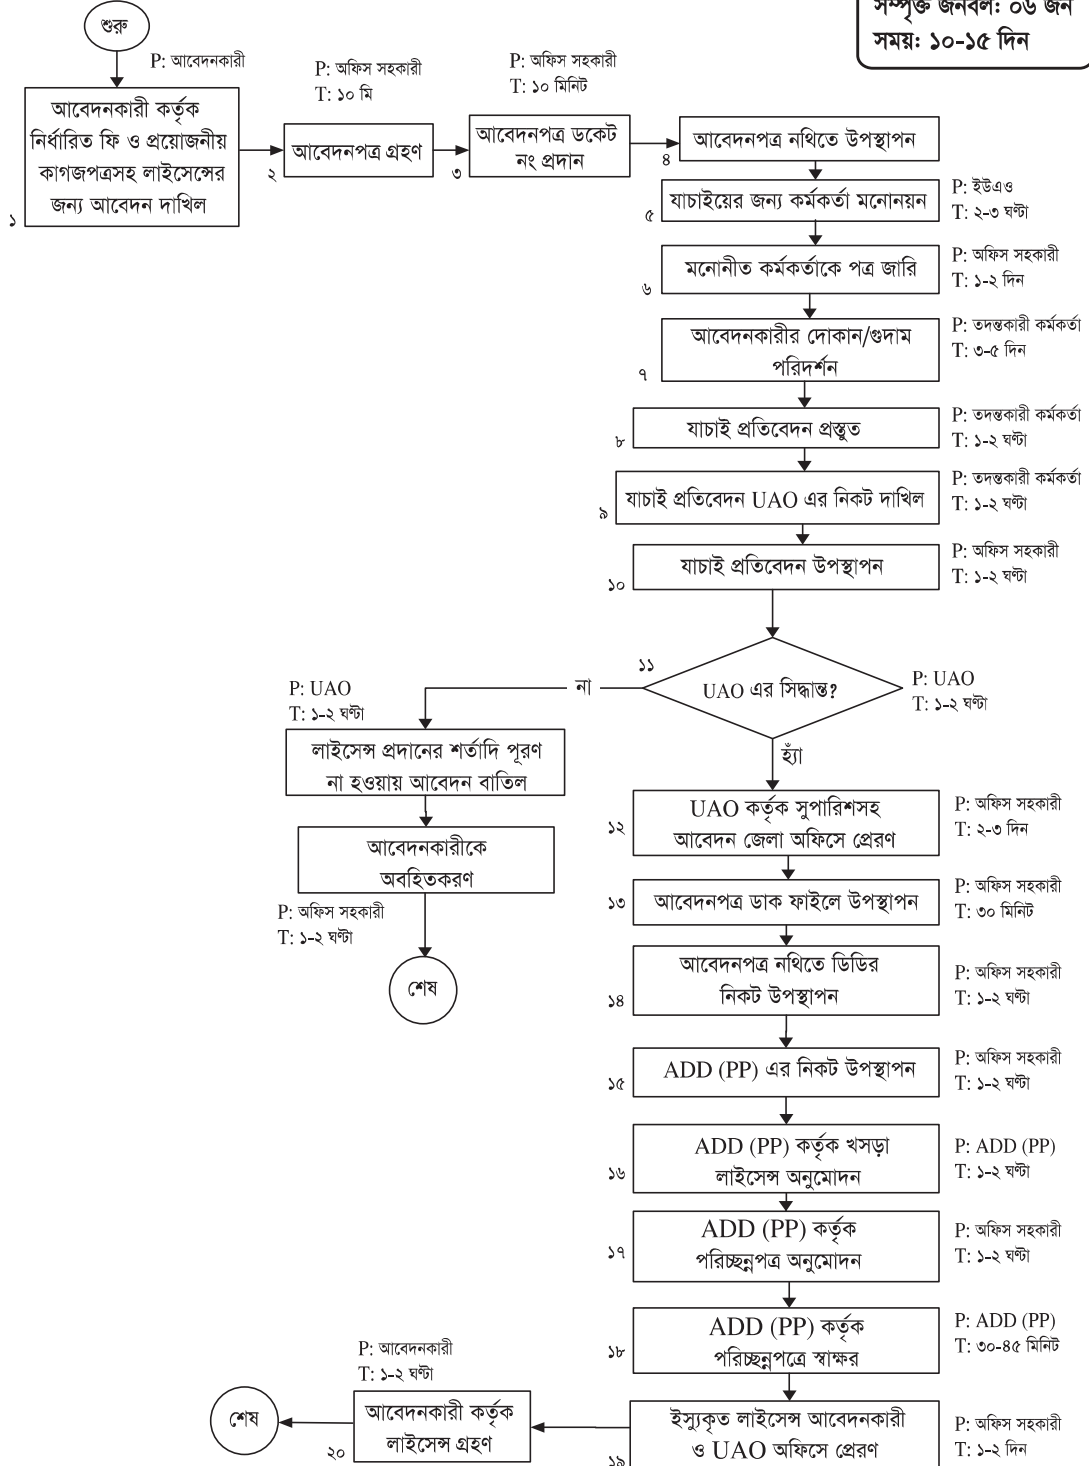 সম্পৃক্ত জনবল: ০৬ জন
সময়: ১০-১৫ দিন
শুরু
P: আবেদনকারী
আবেদনকারী কর্তৃক
নির্ধারিত ফি ও প্রয়োজনীয়
কাগজপত্রসহ লাইসেন্সের
জন্য আবেদন দাখিল
১
P: অফিস সহকারী
T: ১০ মি
আবেদনপত্র গ্রহণ
২
P: অফিস সহকারী
T: ১০ মিনিট
আবেদনপত্র ডকেট
নং প্রদান
৩
আবেদনপত্র নথিতে উপস্থাপন
৪
যাচাইয়ের জন্য কর্মকর্তা মনোনয়ন
৫
P: ইউএও
T: ২-৩ ঘণ্টা
মনোনীত কর্মকর্তাকে পত্র জারি
৬
P: অফিস সহকারী
T: ১-২ দিন
আবেদনকারীর দোকান/গুদাম
পরিদর্শন
৭
P: তদন্তকারী কর্মকর্তা
T: ৩-৫ দিন
যাচাই প্রতিবেদন প্রস্তুত
৮
P: তদন্তকারী কর্মকর্তা
T: ১-২ ঘণ্টা
যাচাই প্রতিবেদন UAO এর নিকট দাখিল
৯
P: তদন্তকারী কর্মকর্তা
T: ১-২ ঘণ্টা
যাচাই প্রতিবেদন উপস্থাপন
১০
P: অফিস সহকারী
T: ১-২ ঘণ্টা
১১
UAO এর সিদ্ধান্ত?
P: UAO
T: ১-২ ঘণ্টা
না
P: UAO
T: ১-২ ঘণ্টা
লাইসেন্স প্রদানের শর্তাদি পূরণ
না হওয়ায় আবেদন বাতিল
আবেদনকারীকে
অবহিতকরণ
P: অফিস সহকারী
T: ১-২ ঘণ্টা
শেষ
হ্যাঁ
UAO কর্তৃক সুপারিশসহ
আবেদন জেলা অফিসে প্রেরণ
১২
P: অফিস সহকারী
T: ২-৩ দিন
আবেদনপত্র ডাক ফাইলে উপস্থাপন
১৩
P: অফিস সহকারী
T: ৩০ মিনিট
আবেদনপত্র নথিতে ডিডির
নিকট উপস্থাপন
১৪
P: অফিস সহকারী
T: ১-২ ঘণ্টা
ADD (PP) এর নিকট উপস্থাপন
১৫
P: অফিস সহকারী
T: ১-২ ঘণ্টা
ADD (PP) কর্তৃক খসড়া
লাইসেন্স অনুমোদন
১৬
P: ADD (PP)
T: ১-২ ঘণ্টা
ADD (PP) কর্তৃক
পরিচ্ছন্নপত্র অনুমোদন
১৭
P: অফিস সহকারী
T: ১-২ ঘণ্টা
ADD (PP) কর্তৃক
পরিচ্ছন্নপত্রে স্বাক্ষর
১৮
P: ADD (PP)
T: ৩০-৪৫ মিনিট
ইস্যুকৃত লাইসেন্স আবেদনকারী
ও UAO অফিসে প্রেরণ
১৯
P: অফিস সহকারী
T: ১-২ দিন
P: আবেদনকারী
T: ১-২ ঘণ্টা
আবেদনকারী কর্তৃক
লাইসেন্স গ্রহণ
২০
শেষ